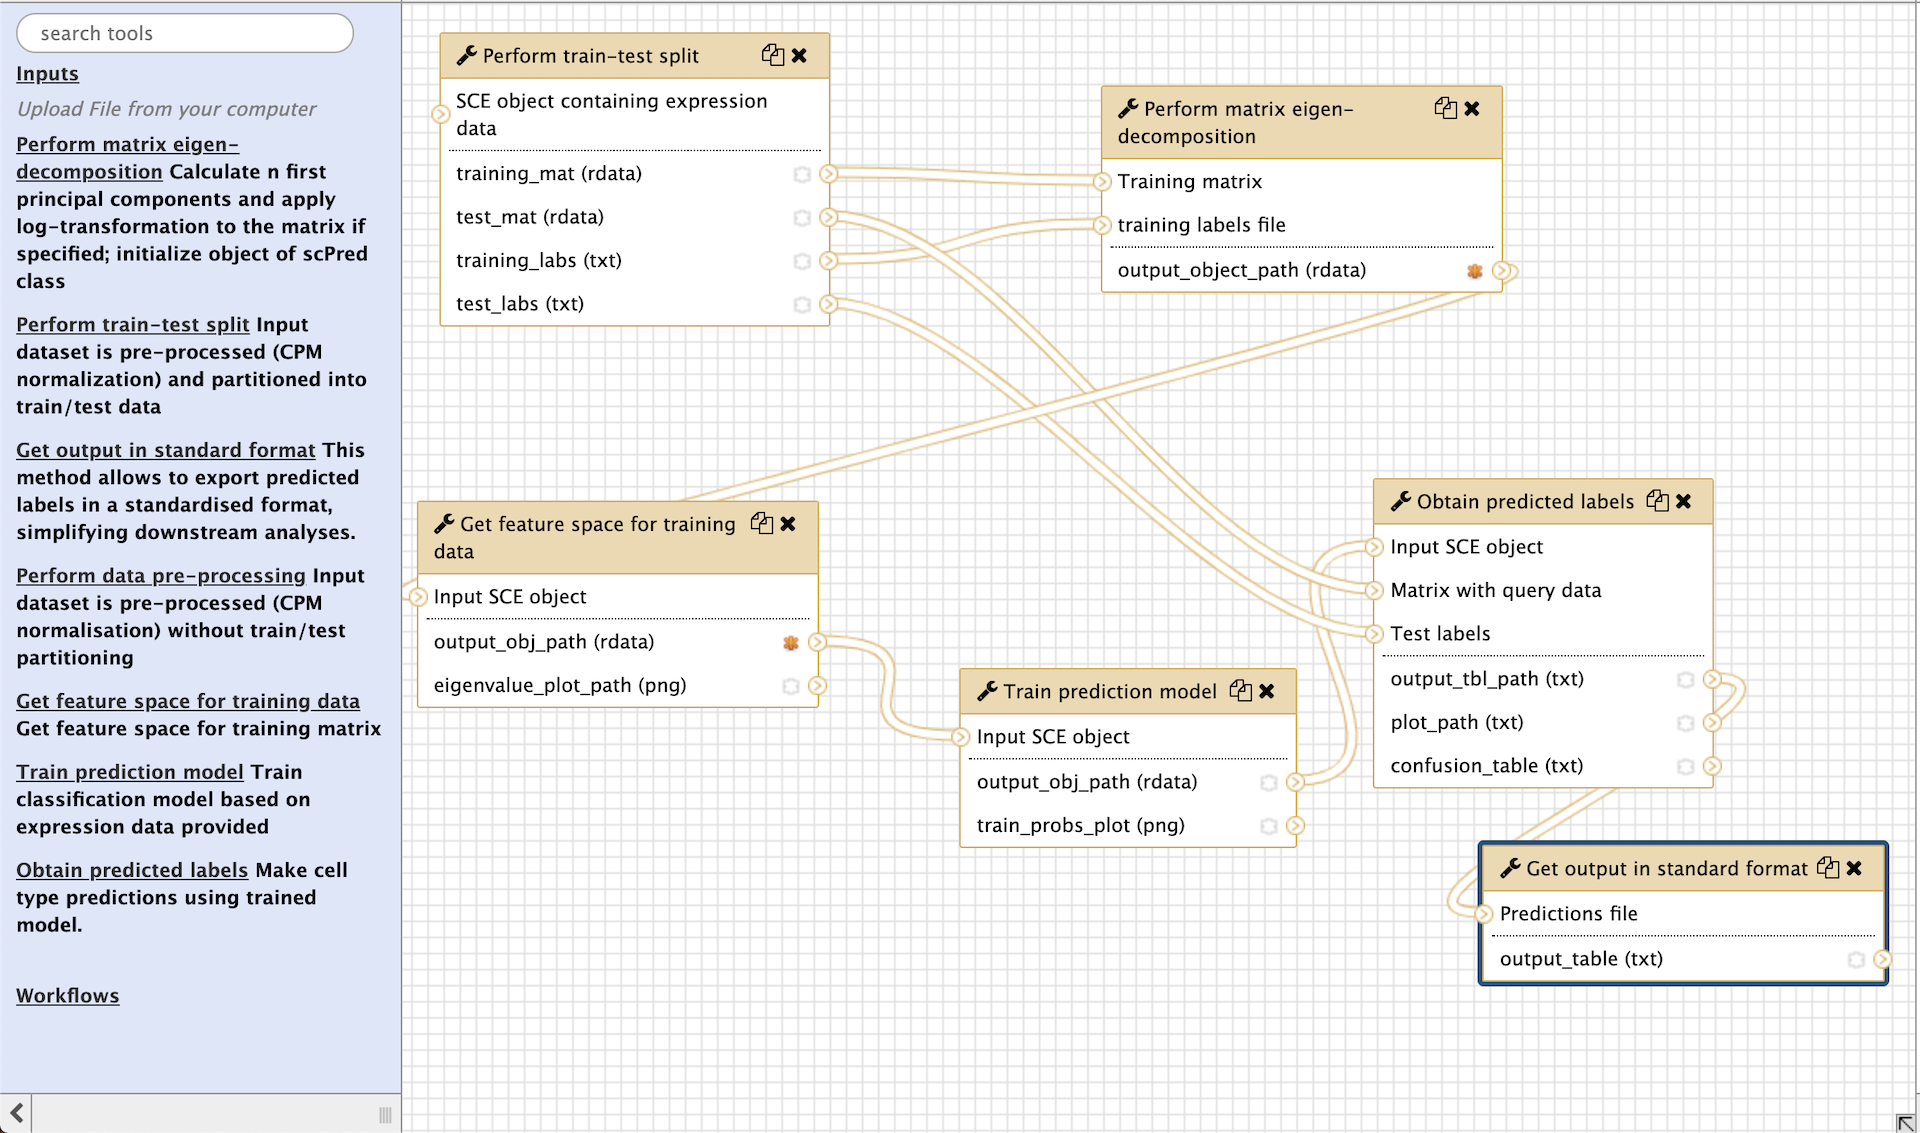 search tools
Inputs
Upload File from your computer
Perform matrix eigen-
decomposition Calculate n first
principal components and apply
log-transformation to the matrix if
specified; initialize object of scPred
class
Perform train-test split Input
dataset is pre-processed (CPM
normalization) and partitioned into
train/test data
Get output in standard format This
method allows to export predicted
labels in a standardised format,
simplifying downstream analyses.
Perform data pre-processing Input
dataset is pre-processed (CPM
normalisation) without train/test
partitioning
Get feature space for training data
Get feature space for training matrix
Train prediction model Train
classification model based on
expression data provided
Obtain predicted labels Make cell
type predictions using trained
model.
Workflows
Perform train-test split
SCE object containing expression
data
training_mat (rdata)
test_mat (rdata)
training_labs (txt)
test_labs (txt)
Perform matrix eigen-
decomposition
Training matrix
training labels file
output_object_path (rdata)
Get feature space for training
data
Input SCE object
output_obj_path (rdata)
eigenvalue_plot_path (png)
Train prediction model
Input SCE object
output_obj_path (rdata)
train_probs_plot (png)
Obtain predicted labels
Input SCE object
Matrix with query data
Test labels
output_tbl_path (txt)
plot_path (txt)
confusion_table (txt)
Get output in standard format
Predictions file
output_table (txt)